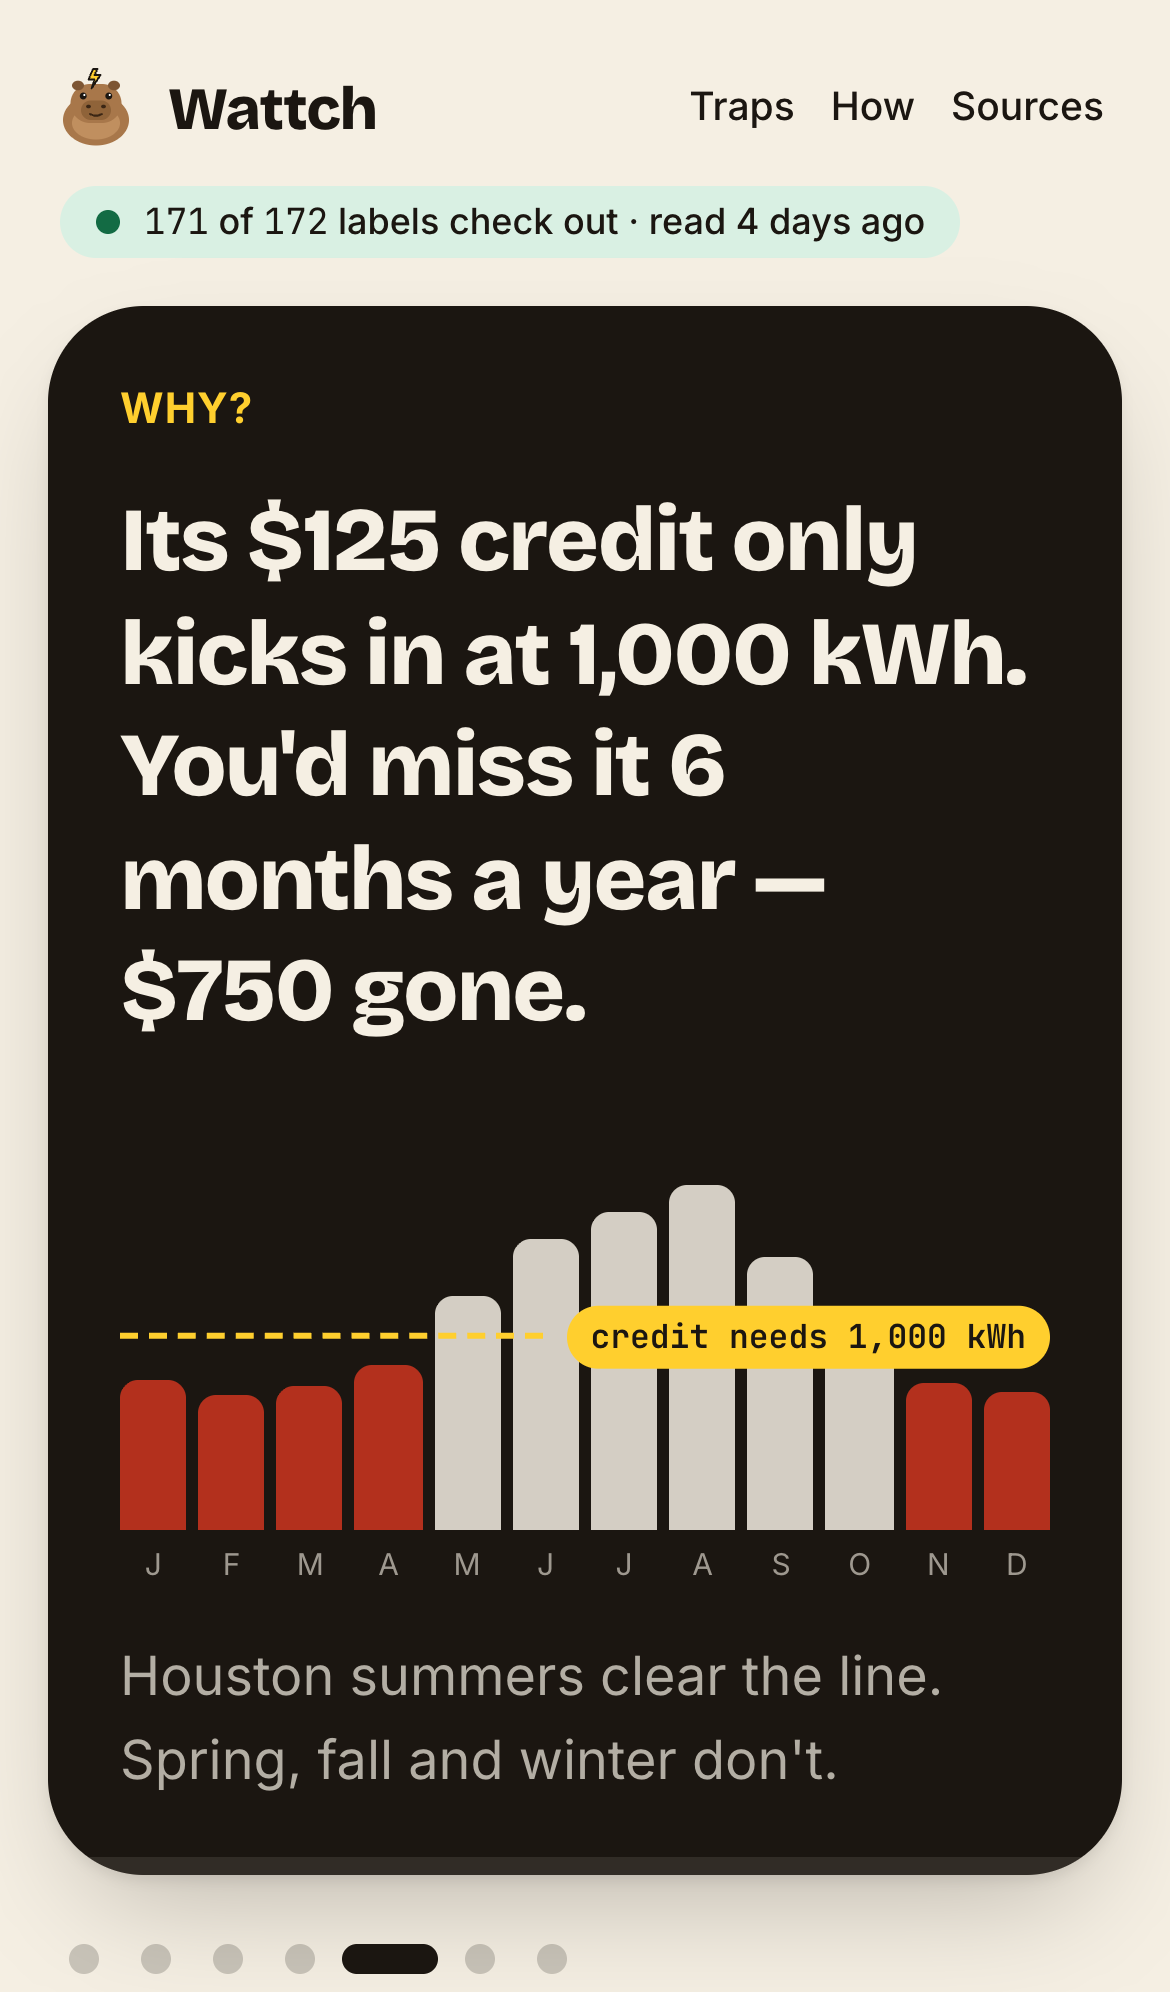 Wattch
Traps How Sources
171 of 172 labels check out · read 4 days ago
WHY?
Its $125 credit only
kicks in at 1,000 kWh.
You'd miss it 6
months a year —
$750 gone.
credit needs 1,000 kWh
J F M A M J J A S O N D
Houston summers clear the line.
Spring, fall and winter don't.